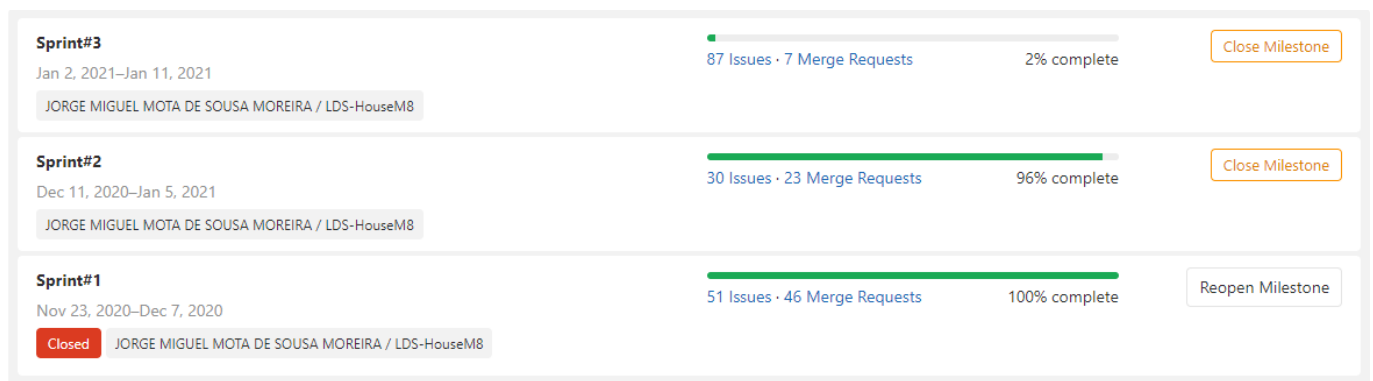 Sprint#3
Jan 2, 2021–Jan 11, 2021
JORGE MIGUEL MOTA DE SOUSA MOREIRA / LDS-HouseM8
87 Issues · 7 Merge Requests
2% complete
Close Milestone
Sprint#2
Dec 11, 2020–Jan 5, 2021
JORGE MIGUEL MOTA DE SOUSA MOREIRA / LDS-HouseM8
30 Issues · 23 Merge Requests
96% complete
Close Milestone
Sprint#1
Nov 23, 2020–Dec 7, 2020
Closed JORGE MIGUEL MOTA DE SOUSA MOREIRA / LDS-HouseM8
51 Issues · 46 Merge Requests
100% complete
Reopen Milestone